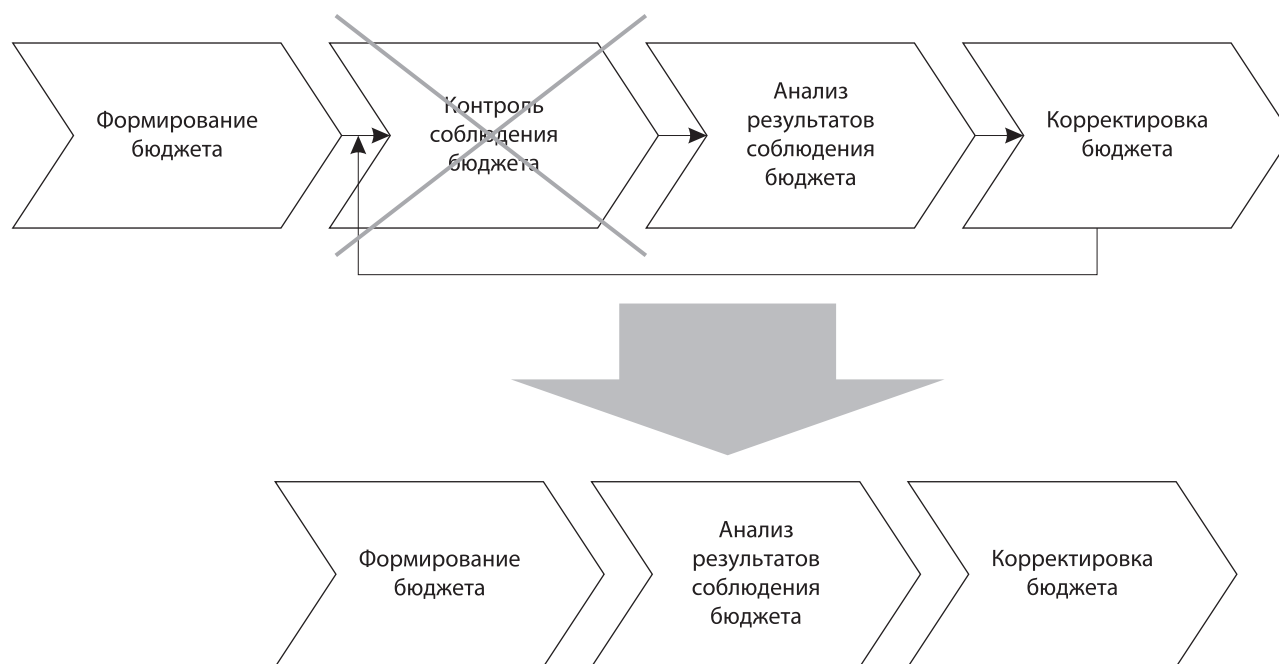 Формирование
бюджета
Контроль
соблюдения
бюджета
Анализ
результатов
соблюдения
бюджета
Корректировка
бюджета
Формирование
бюджета
Анализ
результатов
соблюдения
бюджета
Корректировка
бюджета